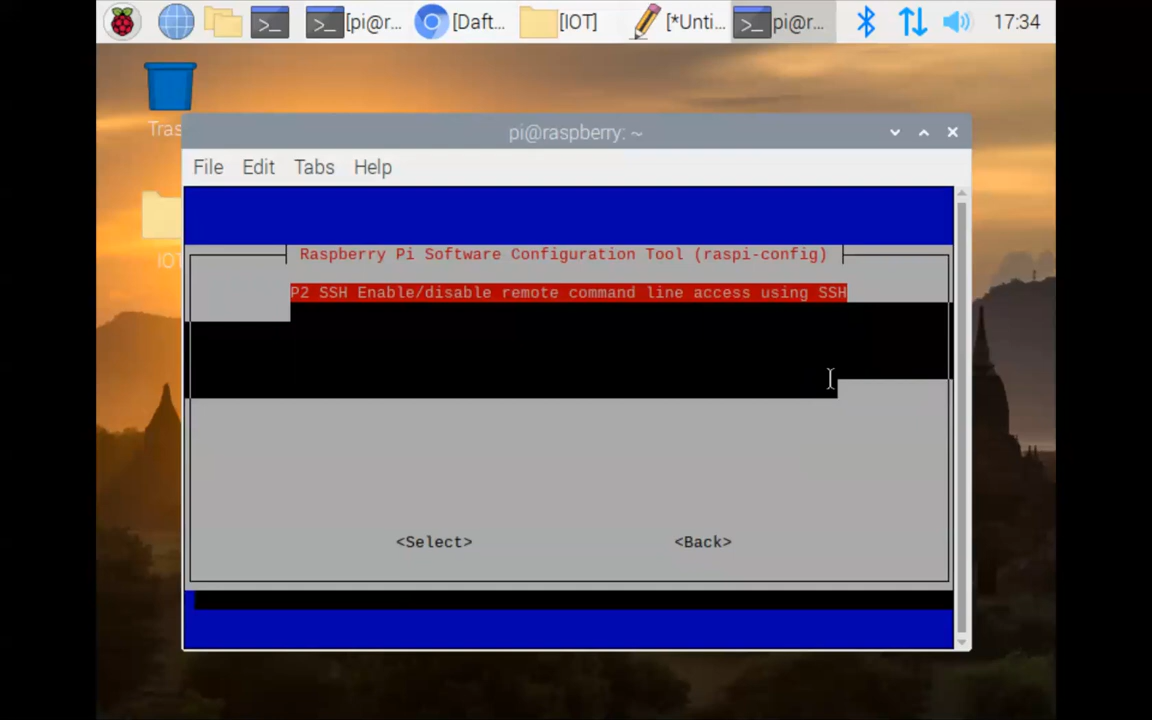 [pi@r...
[Daft...
[IOT]
[*Unti...
pi@r...
17:34
Tras
IOT
pi@raspberry: ~
File Edit Tabs Help
Raspberry Pi Software Configuration Tool (raspi-config)
P2 SSH Enable/disable remote command line access using SSH
<Select> <Back>